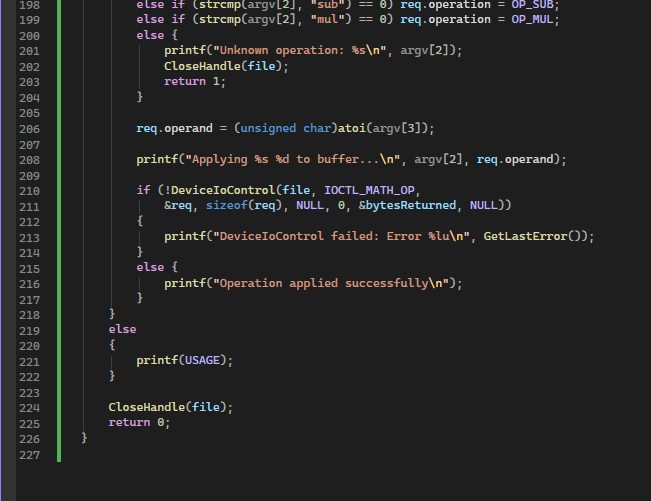 198 else if (strcmp(argv[2], "sub") == 0) req.operation = OP_SUB;
199 else if (strcmp(argv[2], "mul") == 0) req.operation = OP_MUL;
200 else {
201 printf("Unknown operation: %s\n", argv[2]);
202 CloseHandle(file);
203 return 1;
204 }
205
206 req.operand = (unsigned char)atoi(argv[3]);
207
208 printf("Applying %s %d to buffer...\n", argv[2], req.operand);
209
210 if (!DeviceIoControl(file, IOCTL_MATH_OP,
211 &req, sizeof(req), NULL, 0, &bytesReturned, NULL))
212 {
213 printf("DeviceIoControl failed: Error %lu\n", GetLastError());
214 }
215 else {
216 printf("Operation applied successfully\n");
217 }
218 }
219 else
220 {
221 printf(USAGE);
222 }
223
224 CloseHandle(file);
225 return 0;
226 }
227